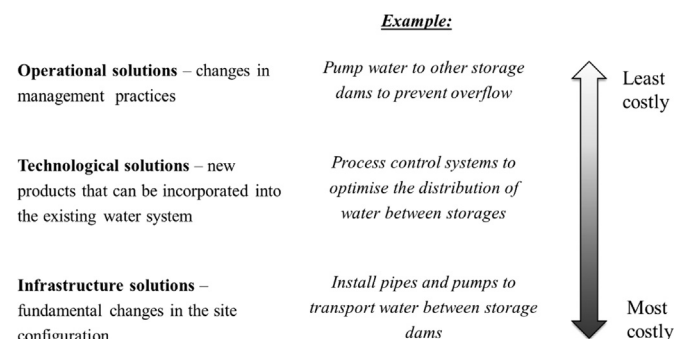 Example:
Operational solutions – changes in
management practices
Pump water to other storage
dams to prevent overflow
Least
costly
Technological solutions – new
products that can be incorporated into
the existing water system
Process control systems to
optimise the distribution of
water between storages
Infrastructure solutions –
fundamental changes in the site
configuration
Install pipes and pumps to
transport water between storage
dams
Most
costly